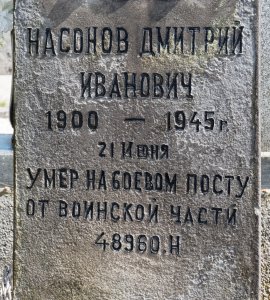 НАСОНОВ ДМИТРИЙ
ИВАНОВИЧ
1900 — 1945 г
21 Июня
УМЕР НА БОЕВОМ ПОСТУ
ОТ ВОИНСКОЙ ЧАСТИ
48960.Н